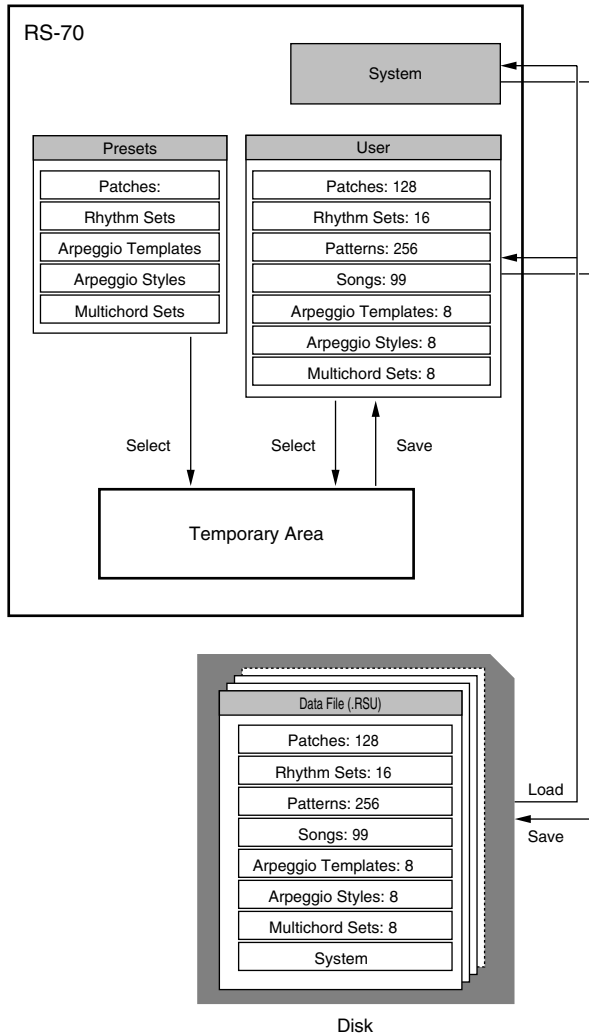 RS-70
System
Presets
Patches:
Rhythm Sets
Arpeggio Templates
Arpeggio Styles
Multichord Sets
User
Patches: 128
Rhythm Sets: 16
Patterns: 256
Songs: 99
Arpeggio Templates: 8
Arpeggio Styles: 8
Multichord Sets: 8
Select
Select
Save
Temporary Area
Data File (.RSU)
Patches: 128
Rhythm Sets: 16
Patterns: 256
Songs: 99
Arpeggio Templates: 8
Arpeggio Styles: 8
Multichord Sets: 8
System
Load
Save
Disk